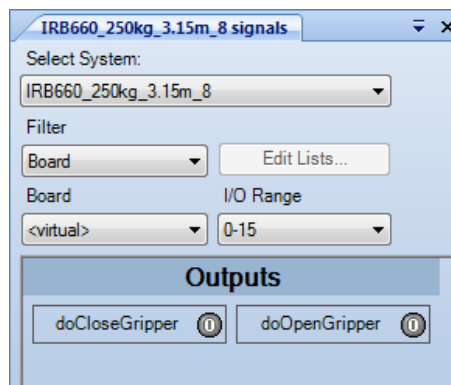 IRB660_250kg_3.15m_8 signals
Select System:
IRB660_250kg_3.15m_8
Filter
Board Edit Lists...
Board I/O Range
<virtual> 0-15
Outputs
doCloseGripper 0 doOpenGripper 0